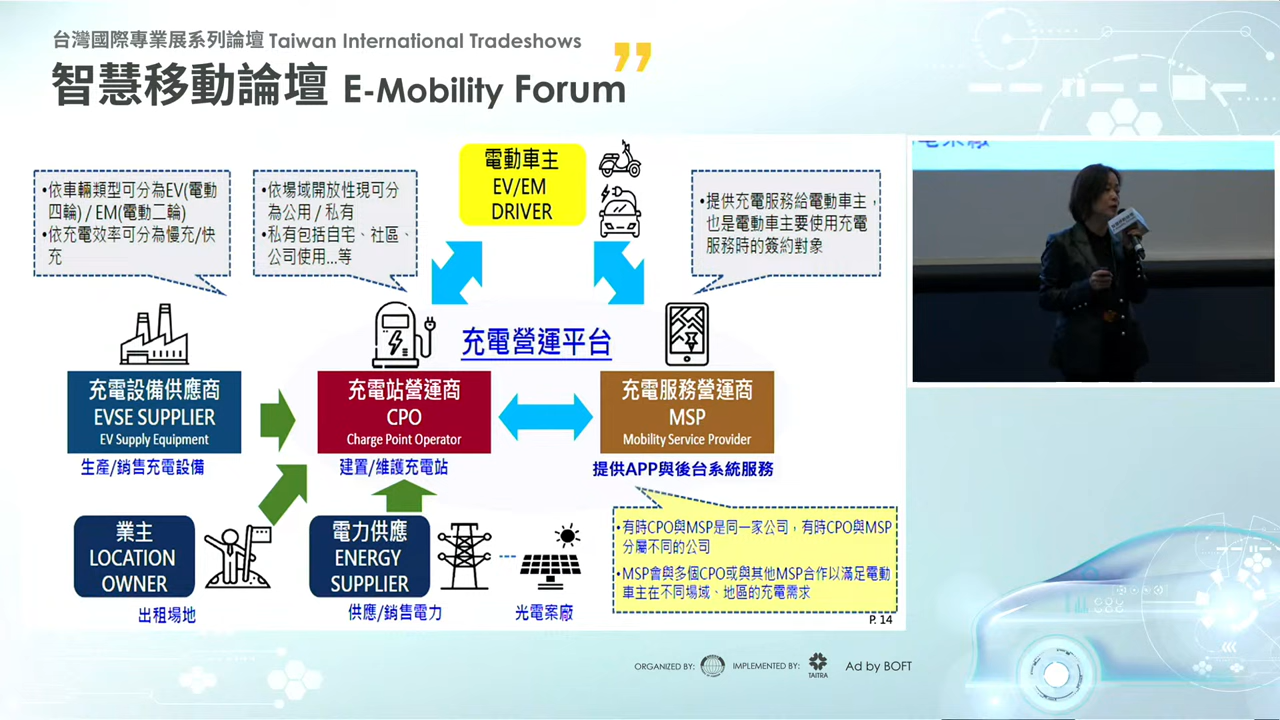 台灣國際專業展系列論壇 Taiwan International Tradeshows
智慧移動論壇 E-Mobility Forum
•依車輛類型可分為EV(電動
四輪) / EM(電動二輪)
•依充電效率可分為慢充/快
充
•依場域開放性現可分
為公用 / 私有
•私有包括自宅、社區、
公司使用...等
電動車主
EV/EM
DRIVER
•提供充電服務給電動車主，
也是電動車主要使用充電
服務時的簽約對象
充電營運平台
充電設備供應商
EVSE SUPPLIER
EV Supply Equipment
生產/銷售充電設備
充電站營運商
CPO
Charge Point Operator
建置/維護充電站
充電服務營運商
MSP
Mobility Service Provider
提供APP與後台系統服務
業主
LOCATION
OWNER
出租場地
電力供應
ENERGY
SUPPLIER
供應/銷售電力
光電案廠
•有時CPO與MSP是同一家公司，有時CPO與MSP
分屬不同的公司
•MSP會與多個CPO或與其他MSP合作以滿足電動
車主在不同場域、地區的充電需求
P. 14
ORGANIZED BY:
IMPLEMENTED BY:
TAITRA
Ad by BOFT